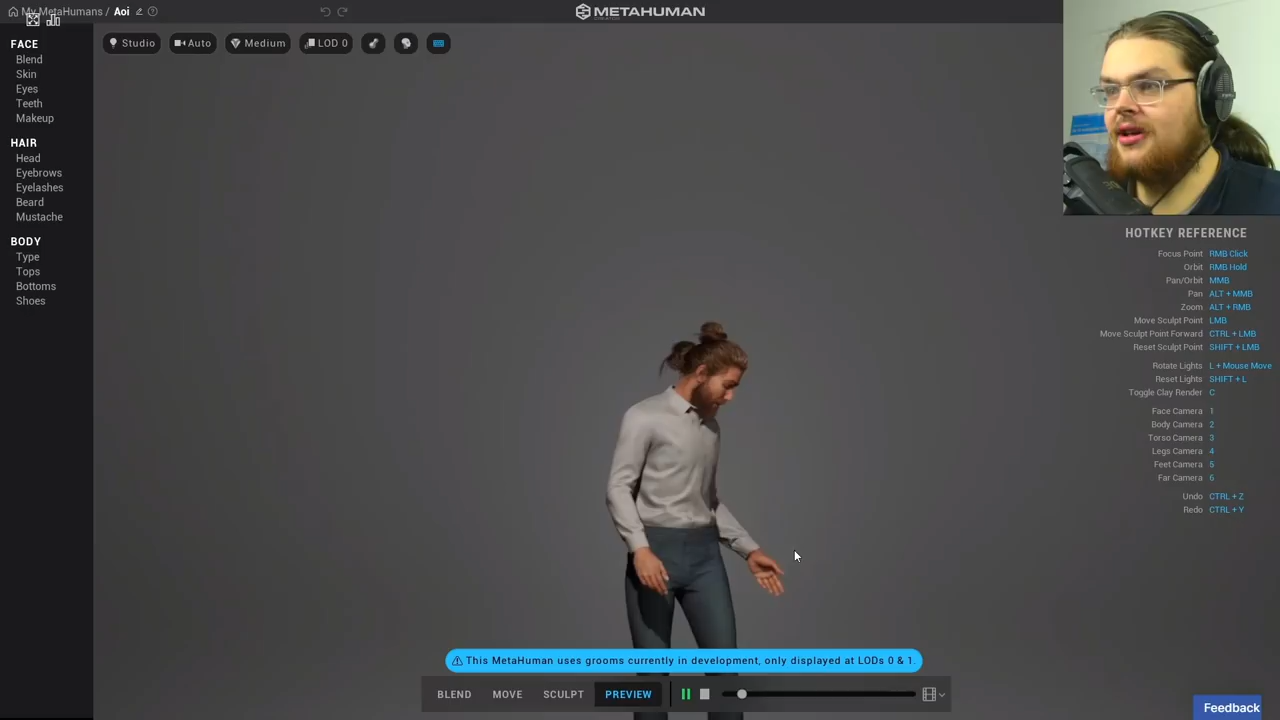 My MetaHumans / Aoi
METAHUMAN
FACE
Blend
Skin
Eyes
Teeth
Makeup
HAIR
Head
Eyebrows
Eyelashes
Beard
Mustache
BODY
Type
Tops
Bottoms
Shoes
Studio
Auto
Medium
LOD 0
HOTKEY REFERENCE
Focus Point RMB Click
Orbit RMB Hold
Pan/Orbit MMB
Pan ALT + MMB
Zoom ALT + RMB
Move Sculpt Point LMB
Move Sculpt Point Forward CTRL + LMB
Reset Sculpt Point SHIFT + LMB
Rotate Lights L + Mouse Move
Reset Lights SHIFT + L
Toggle Clay Render C
Face Camera 1
Body Camera 2
Torso Camera 3
Legs Camera 4
Feet Camera 5
Far Camera 6
Undo CTRL + Z
Redo CTRL + Y
This MetaHuman uses grooms currently in development, only displayed at LODs 0 & 1.
BLEND
MOVE
SCULPT
PREVIEW
Feedback